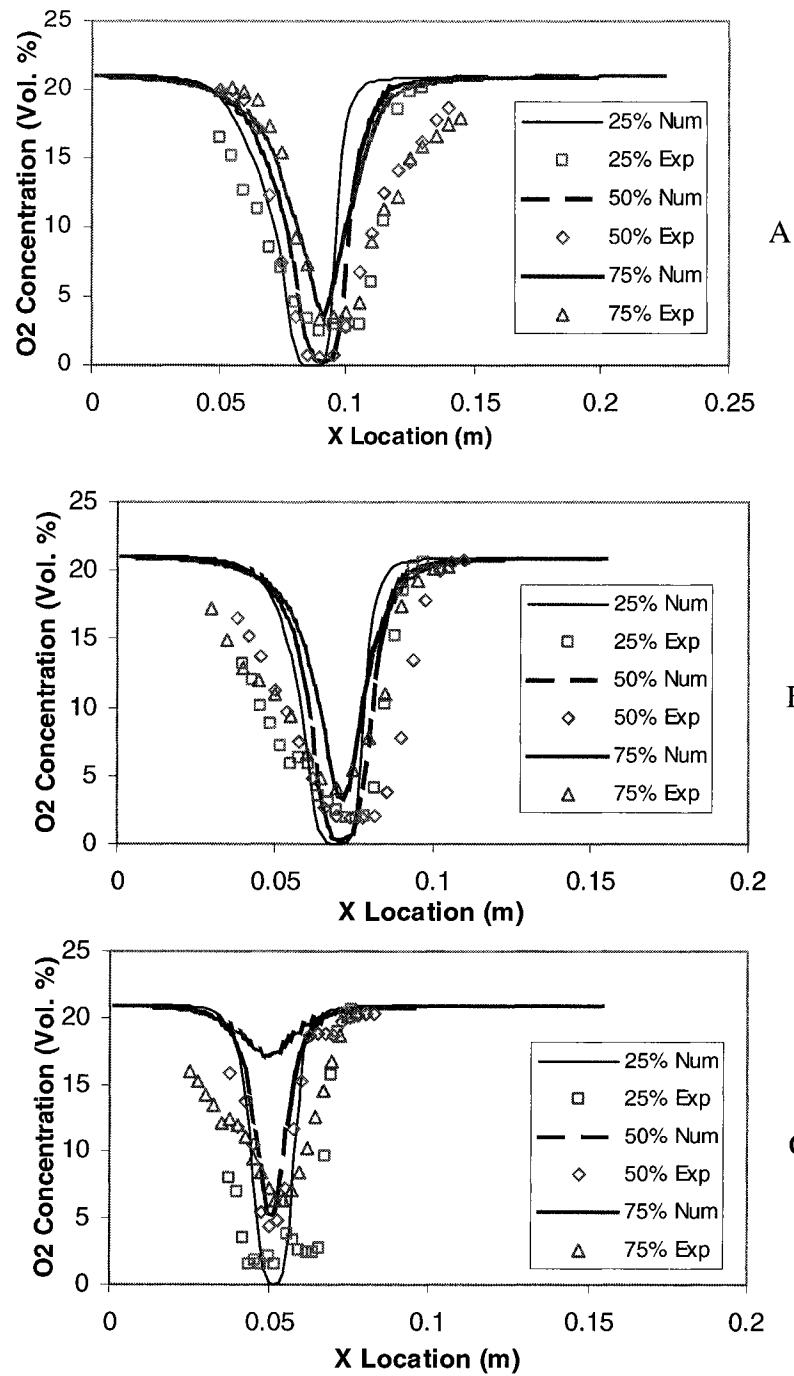 25
20
15
10
5
0
O2 Concentration (Vol. %)
0 0.05 0.1 0.15 0.2 0.25
X Location (m)
25% Num
25% Exp
50% Num
50% Exp
75% Num
75% Exp
A
25
20
15
10
5
0
O2 Concentration (Vol. %)
0 0.05 0.1 0.15 0.2
X Location (m)
25% Num
25% Exp
50% Num
50% Exp
75% Num
75% Exp
25
20
15
10
5
0
O2 Concentration (Vol. %)
0 0.05 0.1 0.15 0.2
X Location (m)
25% Num
25% Exp
50% Num
50% Exp
75% Num
75% Exp